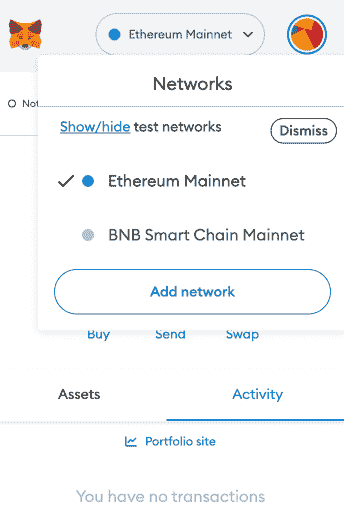 Ethereum Mainnet
Networks
Not
Show/hide test networks
Dismiss
Ethereum Mainnet
BNB Smart Chain Mainnet
Add network
Buy Send Swap
Assets Activity
Portfolio site
You have no transactions